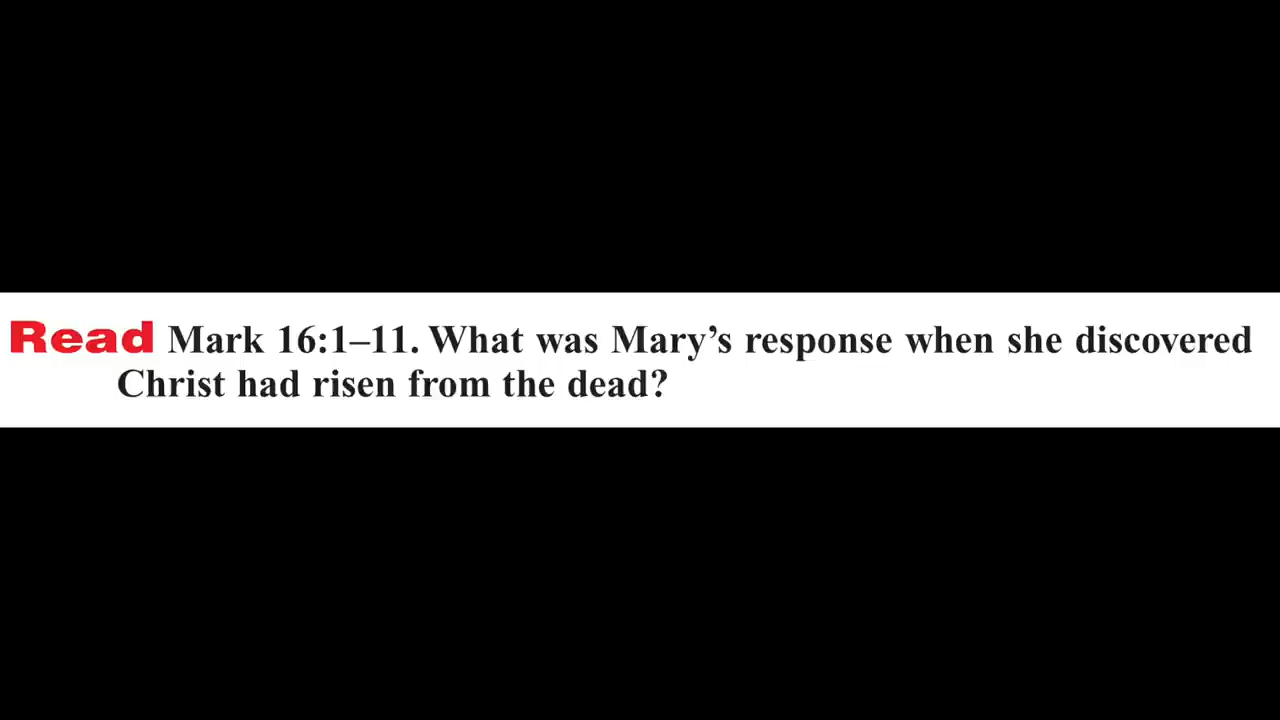 Read Mark 16:1–11. What was Mary’s response when she discovered
Christ had risen from the dead?